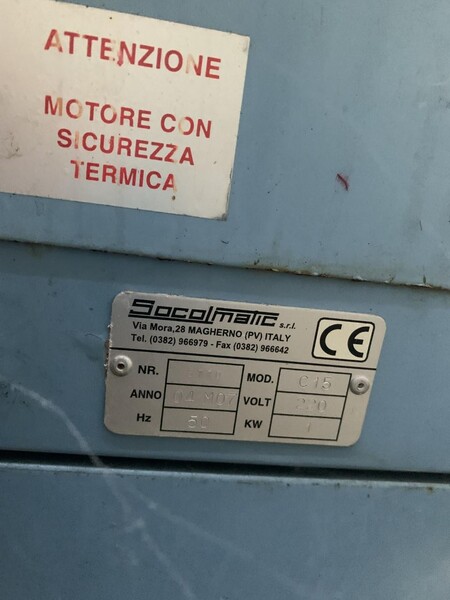 ATTENZIONE
MOTORE CON
SICUREZZA
TERMICA
Socolmatic s.r.l.
Via Mora,28 MAGHERNO (PV) ITALY
Tel. (0382) 966979 - Fax (0382) 966642
CE
NR. MOD. C15
ANNO VOLT 220
Hz 50 KW 1